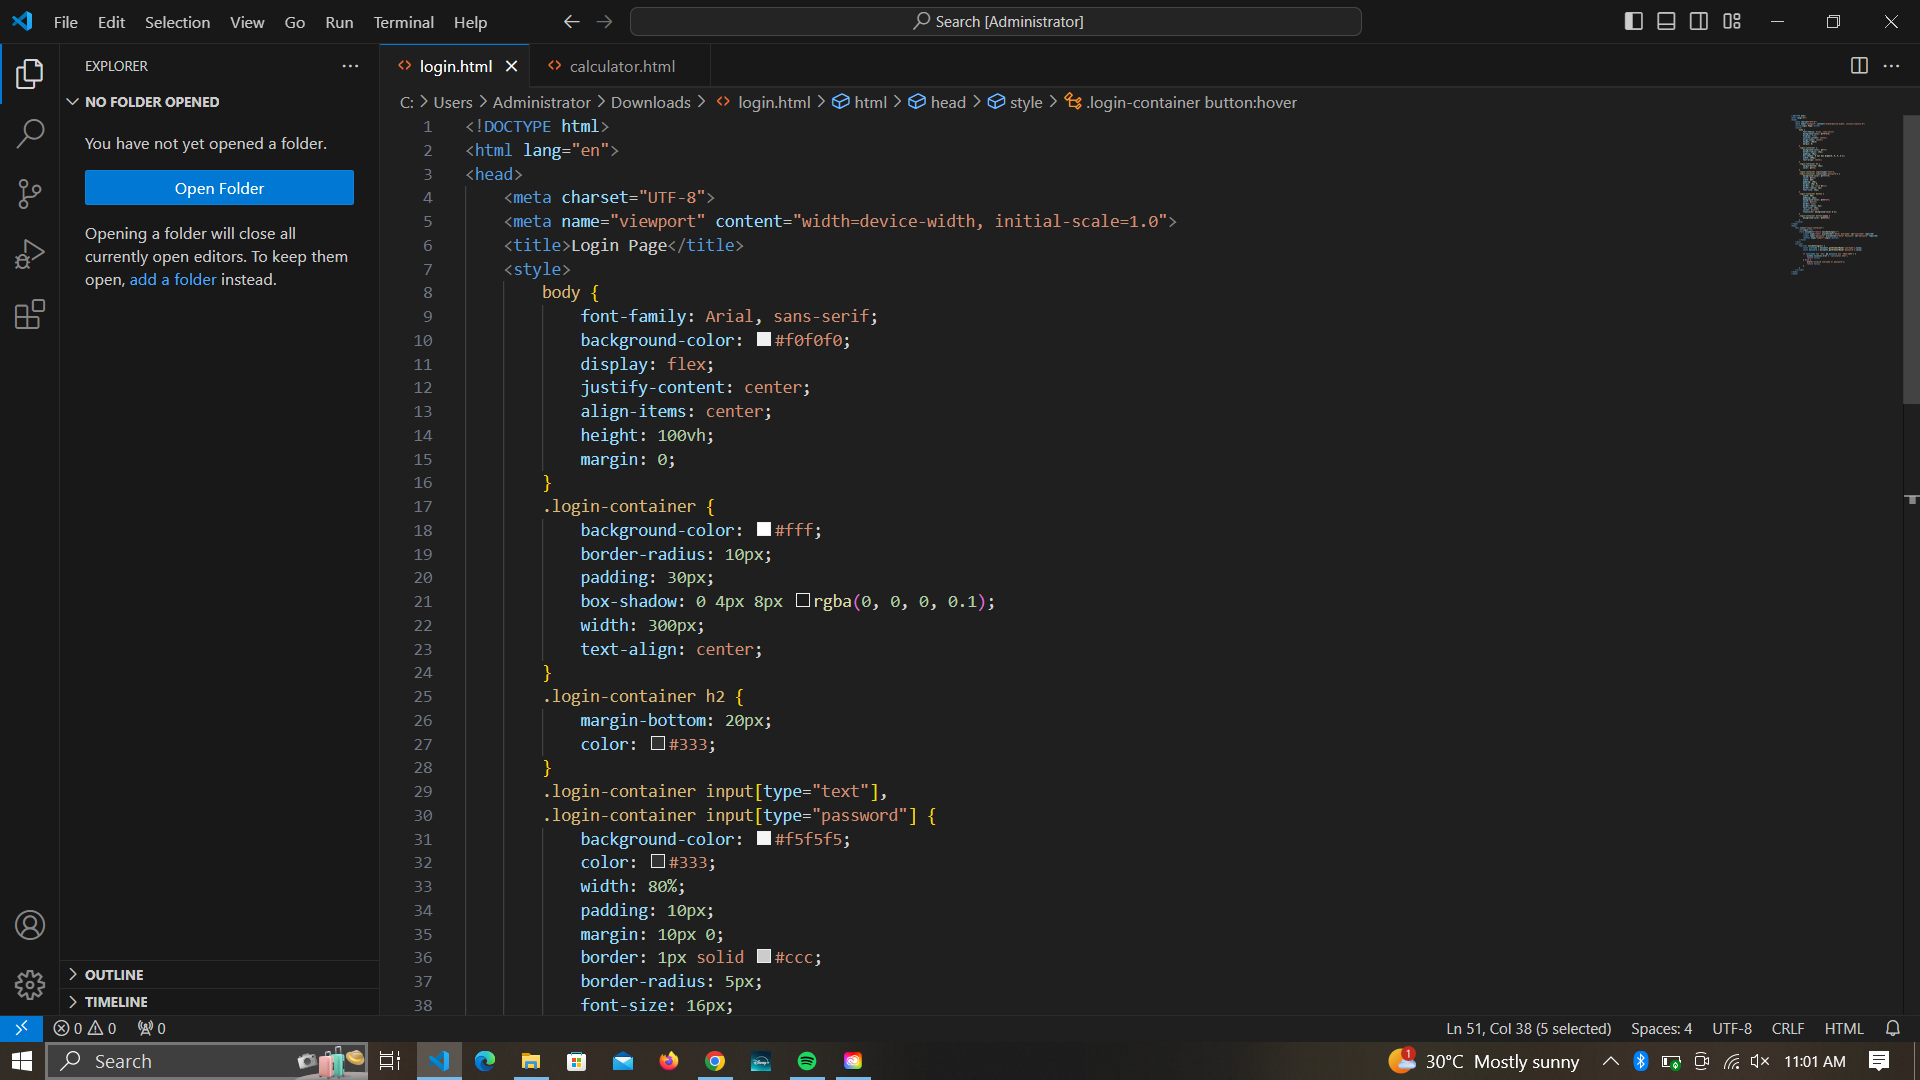 File Edit Selection View Go Run Terminal Help
Search [Administrator]
EXPLORER
NO FOLDER OPENED
You have not yet opened a folder.
Open Folder
Opening a folder will close all
currently open editors. To keep them
open, add a folder instead.
OUTLINE
TIMELINE
login.html
calculator.html
C: > Users > Administrator > Downloads > login.html > html > head > style > .login-container button:hover
1 <!DOCTYPE html>
2 <html lang="en">
3 <head>
4 <meta charset="UTF-8">
5 <meta name="viewport" content="width=device-width, initial-scale=1.0">
6 <title>Login Page</title>
7 <style>
8 body {
9 font-family: Arial, sans-serif;
10 background-color: #f0f0f0;
11 display: flex;
12 justify-content: center;
13 align-items: center;
14 height: 100vh;
15 margin: 0;
16 }
17 .login-container {
18 background-color: #fff;
19 border-radius: 10px;
20 padding: 30px;
21 box-shadow: 0 4px 8px rgba(0, 0, 0, 0.1);
22 width: 300px;
23 text-align: center;
24 }
25 .login-container h2 {
26 margin-bottom: 20px;
27 color: #333;
28 }
29 .login-container input[type="text"],
30 .login-container input[type="password"] {
31 background-color: #f5f5f5;
32 color: #333;
33 width: 80%;
34 padding: 10px;
35 margin: 10px 0;
36 border: 1px solid #ccc;
37 border-radius: 5px;
38 font-size: 16px;
0 0 0
Ln 51, Col 38 (5 selected) Spaces: 4 UTF-8 CRLF HTML
Search
1
30°C Mostly sunny
11:01 AM